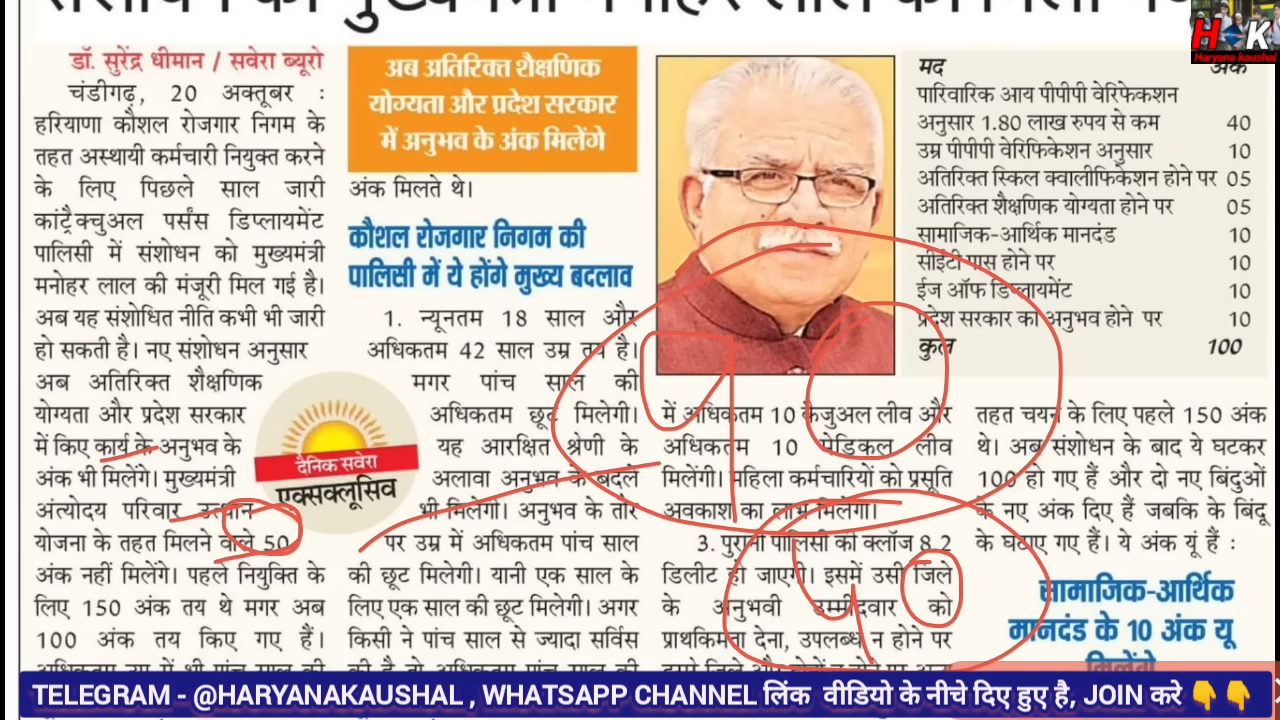 H K
Haryana kaushal
डॉ. सुरेंद्र धीमान / सवेरा ब्यूरो
चंडीगढ़, 20 अक्तूबर :
हरियाणा कौशल रोजगार निगम के
तहत अस्थायी कर्मचारी नियुक्त करने
के लिए पिछले साल जारी
कांट्रैक्चुअल पर्संस डिप्लायमेंट
पालिसी में संशोधन को मुख्यमंत्री
मनोहर लाल की मंजूरी मिल गई है।
अब यह संशोधित नीति कभी भी जारी
हो सकती है। नए संशोधन अनुसार
अब अतिरिक्त शैक्षणिक
योग्यता और प्रदेश सरकार
में किए कार्य के अनुभव के
अंक भी मिलेंगे। मुख्यमंत्री
अंत्योदय परिवार उत्थान
योजना के तहत मिलने वाले 50
अंक नहीं मिलेंगे। पहले नियुक्ति के
लिए 150 अंक तय थे मगर अब
100 अंक तय किए गए हैं।
अब अतिरिक्त शैक्षणिक
योग्यता और प्रदेश सरकार
में अनुभव के अंक मिलेंगे
अंक मिलते थे।
कौशल रोजगार निगम की
पालिसी में ये होंगे मुख्य बदलाव
1. न्यूनतम 18 साल और
अधिकतम 42 साल उम्र तय है।
मगर पांच साल की
अधिकतम छूट मिलेगी।
यह आरक्षित श्रेणी के
अलावा अनुभव के बदले
भी मिलेगी। अनुभव के तौर
पर उम्र में अधिकतम पांच साल
की छूट मिलेगी। यानी एक साल के
लिए एक साल की छूट मिलेगी। अगर
किसी ने पांच साल से ज्यादा सर्विस
दैनिक सवेरा
एक्सक्लूसिव
मद अंक
पारिवारिक आय पीपीपी वेरिफेकशन
अनुसार 1.80 लाख रुपय से कम 40
उम्र पीपीपी वेरिफिकेशन अनुसार 10
अतिरिक्त स्किल क्वालीफिकेशन होने पर 05
अतिरिक्त शैक्षणिक योग्यता होने पर 05
सामाजिक-आर्थिक मानदंड 10
सीईटी पास होने पर 10
ईज ऑफ डिप्लायमेंट 10
प्रदेश सरकार का अनुभव होने पर 10
कुल 100
में अधिकतम 10 कैजुअल लीव और
अधिकतम 10 मेडिकल लीव
मिलेंगी। महिला कर्मचारियों को प्रसूति
अवकाश का लाभ मिलेगा।
3. पुरानी पालिसी की क्लॉज 8.2
डिलीट हो जाएगी। इसमें उसी जिले
के अनुभवी उम्मीदवार को
प्राथकिमता देना, उपलब्ध न होने पर
तहत चयन के लिए पहले 150 अंक
थे। अब संशोधन के बाद ये घटकर
100 हो गए हैं और दो नए बिंदुओं
के नए अंक दिए हैं जबकि के बिंदू
के घटाए गए हैं। ये अंक यूं हैं :
सामाजिक-आर्थिक
मानदंड के 10 अंक यू
मिलेंगे
90
40
TELEGRAM - @HARYANAKAUSHAL , WHATSAPP CHANNEL लिंक वीडियो के नीचे दिए हुए है, JOIN करे 👇👇